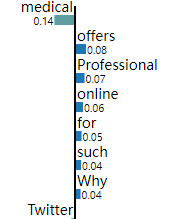 medical
0.14
offers
0.08
Professional
0.07
online
0.06
for
0.05
such
0.04
Why
0.04
Twitter